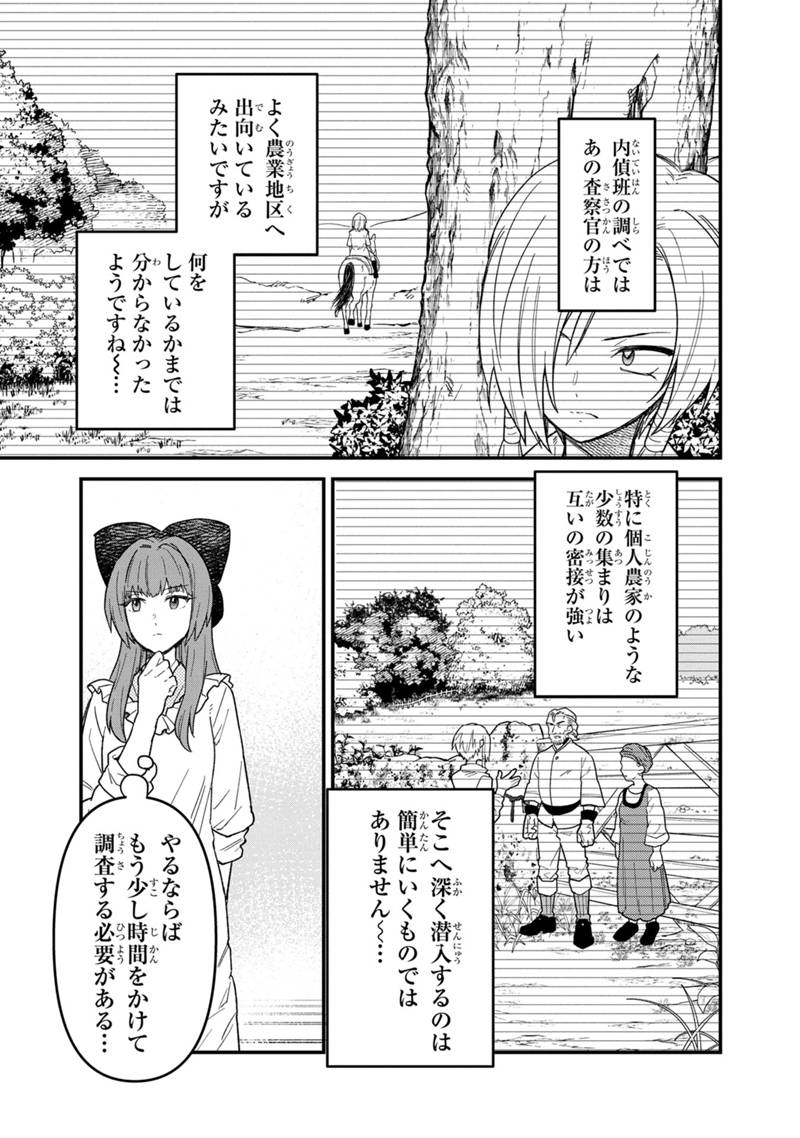 内偵班の調べでは
あの査察官の方は
よく農業地区へ
出向いている
みたいですが
何を
しているかまでは
分からなかった
ようですね〜…
特に個人農家のような
少数の集まりは
互いの密接が強い
そこへ深く潜入するのは
簡単にいくものでは
ありません〜…
やるならば
もう少し時間をかけて
調査する必要がある…